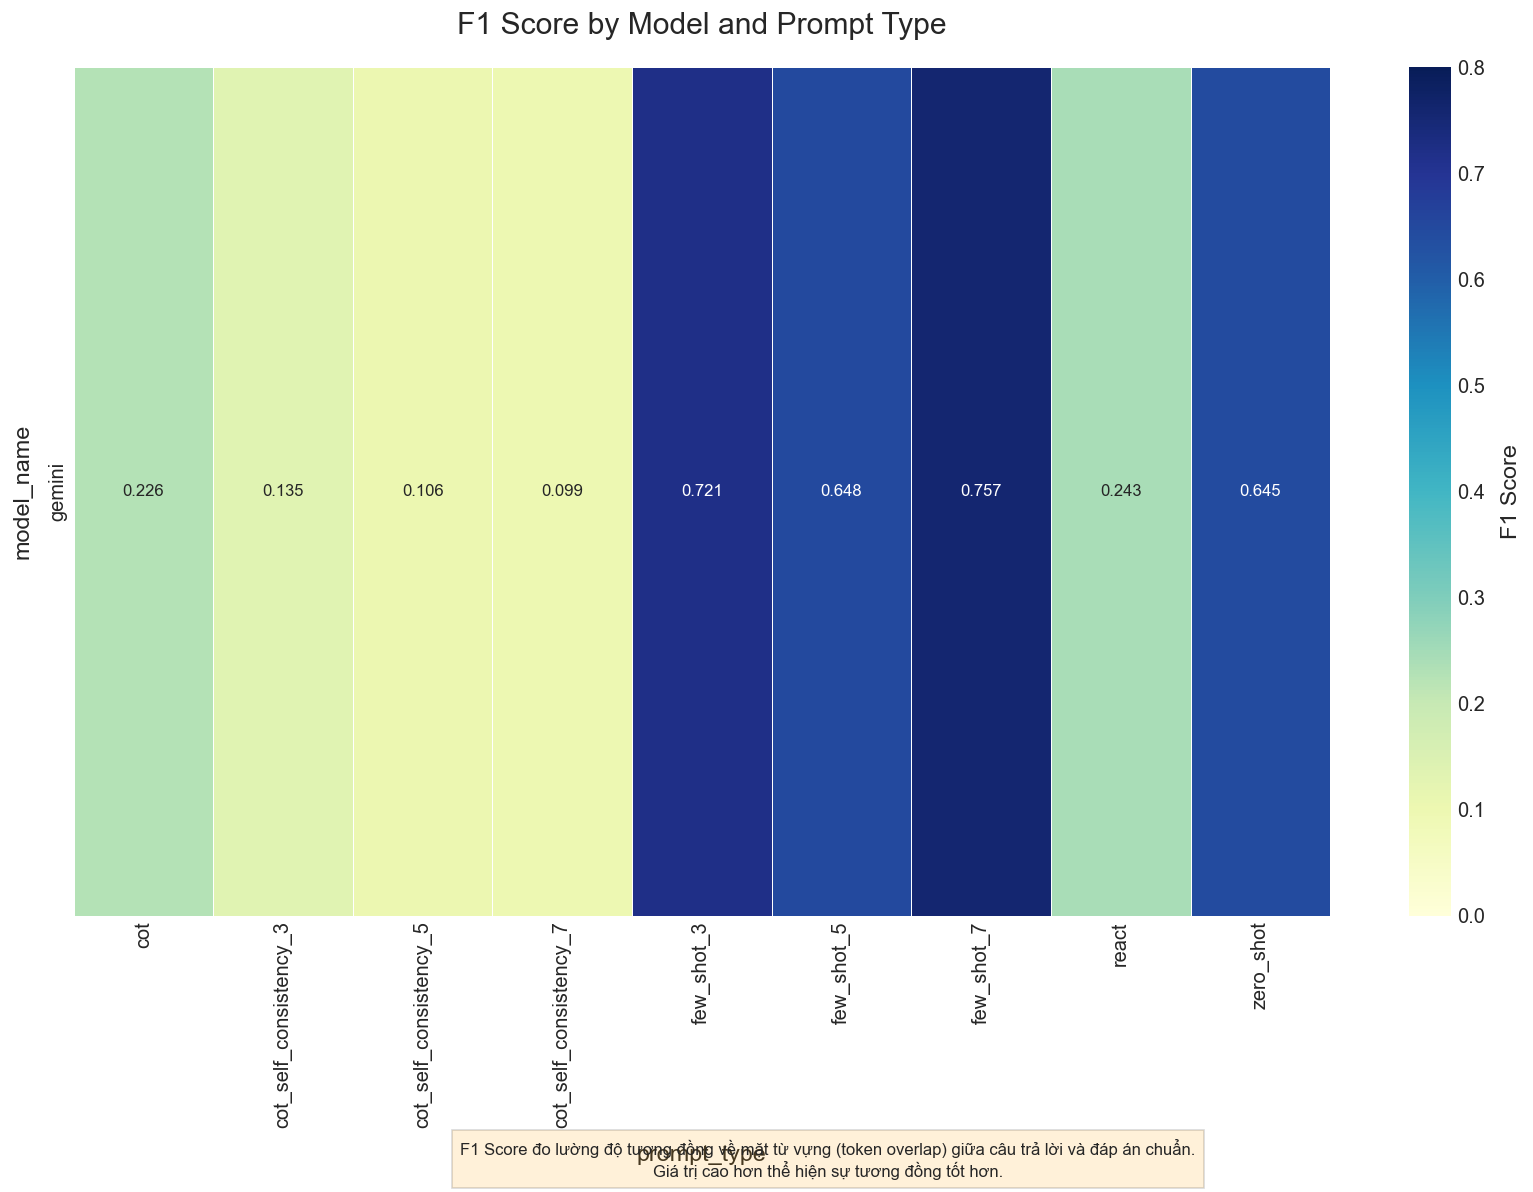 F1 Score by Model and Prompt Type
model_name
gemini
0.226
0.135
0.106
0.099
0.721
0.648
0.757
0.243
0.645
cot
cot_self_consistency_3
cot_self_consistency_5
cot_self_consistency_7
few_shot_3
few_shot_5
few_shot_7
react
zero_shot
prompt_type
0.8
0.7
0.6
0.5
0.4
0.3
0.2
0.1
0.0
F1 Score
F1 Score đo lường độ tương đồng về mặt từ vựng (token overlap) giữa câu trả lời và đáp án chuẩn.
Giá trị cao hơn thể hiện sự tương đồng tốt hơn.